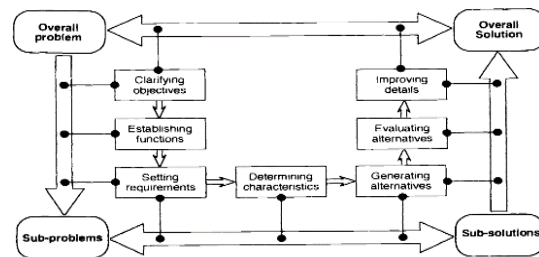 Overall
problem
Overall
Solution
Clarifying
objectives
Improving
details
Establishing
functions
Evaluating
alternatives
Setting
requirements
Determining
characteristics
Generating
alternatives
Sub-problems
Sub-solutions